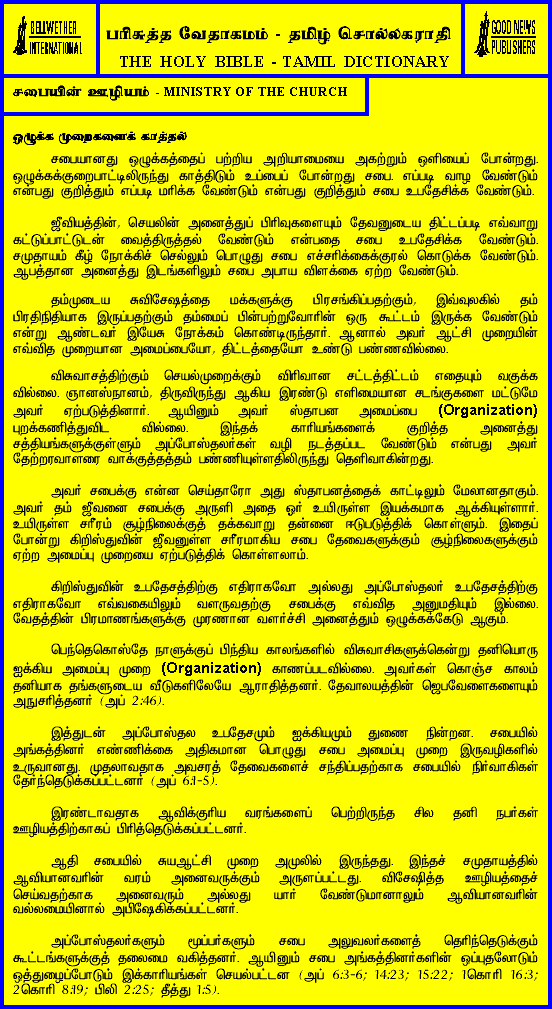 BELLWETHER
INTERNATIONAL
பரிசுத்த வேதாகமம் - தமிழ் சொல்லகராதி
THE HOLY BIBLE - TAMIL DICTIONARY
GOOD NEWS
PUBLISHERS
சபையின் ஊழியம் - MINISTRY OF THE CHURCH
ஒழுக்க முறைகளைக் காத்தல்
சபையானது ஒழுக்கத்தைப் பற்றிய அறியாமையை அகற்றும் ஒளியைப் போன்றது.
ஒழுக்கக்குறைபாட்டிலிருந்து காத்திடும் உப்பைப் போன்றது சபை. எப்படி வாழ வேண்டும்
என்பது குறித்தும் எப்படி மரிக்க வேண்டும் என்பது குறித்தும் சபை உபதேசிக்க வேண்டும்.
ஜீவியத்தின், செயலின் அனைத்துப் பிரிவுகளையும் தேவனுடைய திட்டப்படி எவ்வாறு
கட்டுப்பாட்டுடன் வைத்திருத்தல் வேண்டும் என்பதை சபை உபதேசிக்க வேண்டும்.
சமுதாயம் கீழ் நோக்கிச் செல்லும் பொழுது சபை எச்சரிக்கைக்குரல் கொடுக்க வேண்டும்.
ஆபத்தான அனைத்து இடங்களிலும் சபை அபாய விளக்கை ஏற்ற வேண்டும்.
தம்முடைய சுவிசேஷத்தை மக்களுக்கு பிரசங்கிப்பதற்கும், இவ்வுலகில் தம்
பிரதிநிதியாக இருப்பதற்கும் தம்மைப் பின்பற்றுவோரின் ஒரு கூட்டம் இருக்க வேண்டும்
என்று ஆண்டவர் இயேசு நோக்கம் கொண்டிருந்தார். ஆனால் அவர் ஆட்சி முறையின்
எவ்வித முறையான அமைப்பையோ, திட்டத்தையோ உண்டு பண்ணவில்லை.
விசுவாசத்திற்கும் செயல்முறைக்கும் விரிவான சட்டத்திட்டம் எதையும் வகுக்க
வில்லை. ஞானஸ்நானம், திருவிருந்து ஆகிய இரண்டு எளிமையான சடங்குகளை மட்டுமே
அவர் ஏற்படுத்தினார். ஆயினும் அவர் ஸ்தாபன அமைப்பை (Organization)
புறக்கணித்துவிட வில்லை. இந்தக் காரியங்களைக் குறித்த அனைத்து
சத்தியங்களுக்குள்ளும் அப்போஸ்தலர்கள் வழி நடத்தப்பட வேண்டும் என்பது அவர்
தேற்றரவாளரை வாக்குத்தத்தம் பண்ணியுள்ளதிலிருந்து தெளிவாகின்றது.
அவர் சபைக்கு என்ன செய்தாரோ அது ஸ்தாபனத்தைக் காட்டிலும் மேலானதாகும்.
அவர் தம் ஜீவனை சபைக்கு அருளி அதை ஓர் உயிருள்ள இயக்கமாக ஆக்கியுள்ளார்.
உயிருள்ள சரீரம் சூழ்நிலைக்குத் தக்கவாறு தன்னை ஈடுபடுத்திக் கொள்ளும். இதைப்
போன்று கிறிஸ்துவின் ஜீவனுள்ள சரீரமாகிய சபை தேவைகளுக்கும் சூழ்நிலைகளுக்கும்
ஏற்ற அமைப்பு முறையை ஏற்படுத்திக் கொள்ளலாம்.
கிறிஸ்துவின் உபதேசத்திற்கு எதிராகவோ அல்லது அப்போஸ்தலர் உபதேசத்திற்கு
எதிராகவோ எவ்வகையிலும் வளருவதற்கு சபைக்கு எவ்வித அனுமதியும் இல்லை.
வேதத்தின் பிரமாணங்களுக்கு முரணான வளர்ச்சி அனைத்தும் ஒழுக்கக்கேடு ஆகும்.
பெந்தெகொஸ்தே நாளுக்குப் பிந்திய காலங்களில் விசுவாசிகளுக்கென்று தனியொரு
ஐக்கிய அமைப்பு முறை (Organization) காணப்படவில்லை. அவர்கள் கொஞ்ச காலம்
தனியாக தங்களுடைய வீடுகளிலேயே ஆராதித்தனர். தேவாலயத்தின் ஜெபவேளைகளையும்
அநுசரித்தனர் (அப் 2:46).
இத்துடன் அப்போஸ்தல உபதேசமும் ஐக்கியமும் துணை நின்றன. சபையில்
அங்கத்தினர் எண்ணிக்கை அதிகமான பொழுது சபை அமைப்பு முறை இருவழிகளில்
உருவானது. முதலாவதாக அவசரத் தேவைகளைச் சந்திப்பதற்காக சபையில் நிர்வாகிகள்
தேர்ந்தெடுக்கப்பட்டனர் (அப் 6:1-5).
இரண்டாவதாக ஆவிக்குரிய வரங்களைப் பெற்றிருந்த சில தனி நபர்கள்
ஊழியத்திற்காகப் பிரித்தெடுக்கப்பட்டனர்.
ஆதி சபையில் சுயஆட்சி முறை அமுலில் இருந்தது. இந்தச் சமுதாயத்தில்
ஆவியானவரின் வரம் அனைவருக்கும் அருளப்பட்டது. விசேஷித்த ஊழியத்தைச்
செய்வதற்காக அனைவரும் அல்லது யார் வேண்டுமானாலும் ஆவியானவரின்
வல்லமையினால் அபிஷேகிக்கப்பட்டனர்.
அப்போஸ்தலர்களும் மூப்பர்களும் சபை அலுவலர்களைத் தெரிந்தெடுக்கும்
கூட்டங்களுக்குத் தலைமை வகித்தனர். ஆயினும் சபை அங்கத்தினர்களின் ஒப்புதலோடும்
ஒத்துழைப்போடும் இக்காரியங்கள் செயல்பட்டன (அப் 6:3-6; 14:23; 15:22; 1கொரி 16:3;
2கொரி 8:19; பிலி 2:25; தீத்து 1:5).